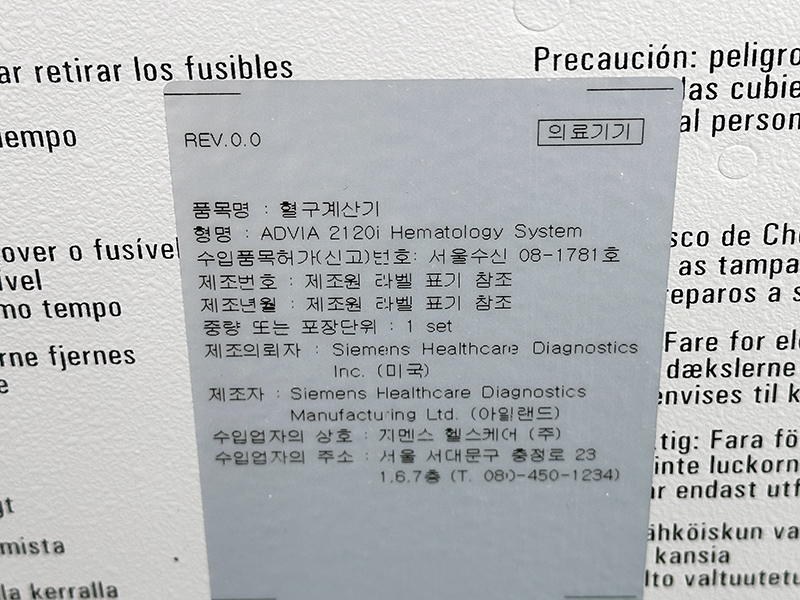 ar retirar los fusibles
tiempo
over o fusível
ível
mo tempo
rne fjernes
mista
la kerralla
REV.0.0
의료기기
품목명 : 혈구계산기
형명 : ADVIA 2120i Hematology System
수입품목허가(신고)번호: 서울수신 08-1781호
제조번호 : 제조원 라벨 표기 참조
제조년월 : 제조원 라벨 표기 참조
중량 또는 포장단위 : 1 set
제조의뢰자 : Siemens Healthcare Diagnostics
Inc. (미국)
제조자 : Siemens Healthcare Diagnostics
Manufacturing Ltd. (아일랜드)
수입업자의 상호 : 지멘스 헬스케어 (주)
수입업자의 주소 : 서울 서대문구 충정로 23
1.6.7층 (T. 080-450-1234)
Precaución: peligro
las cubie
al person
sco de Cho
as tampa
reparos a s
Fare for ele
dækslerne
envises til k
tig: Fara fö
inte luckorn
r endast utf
ähköiskun va
kansia
lto valtuutetu